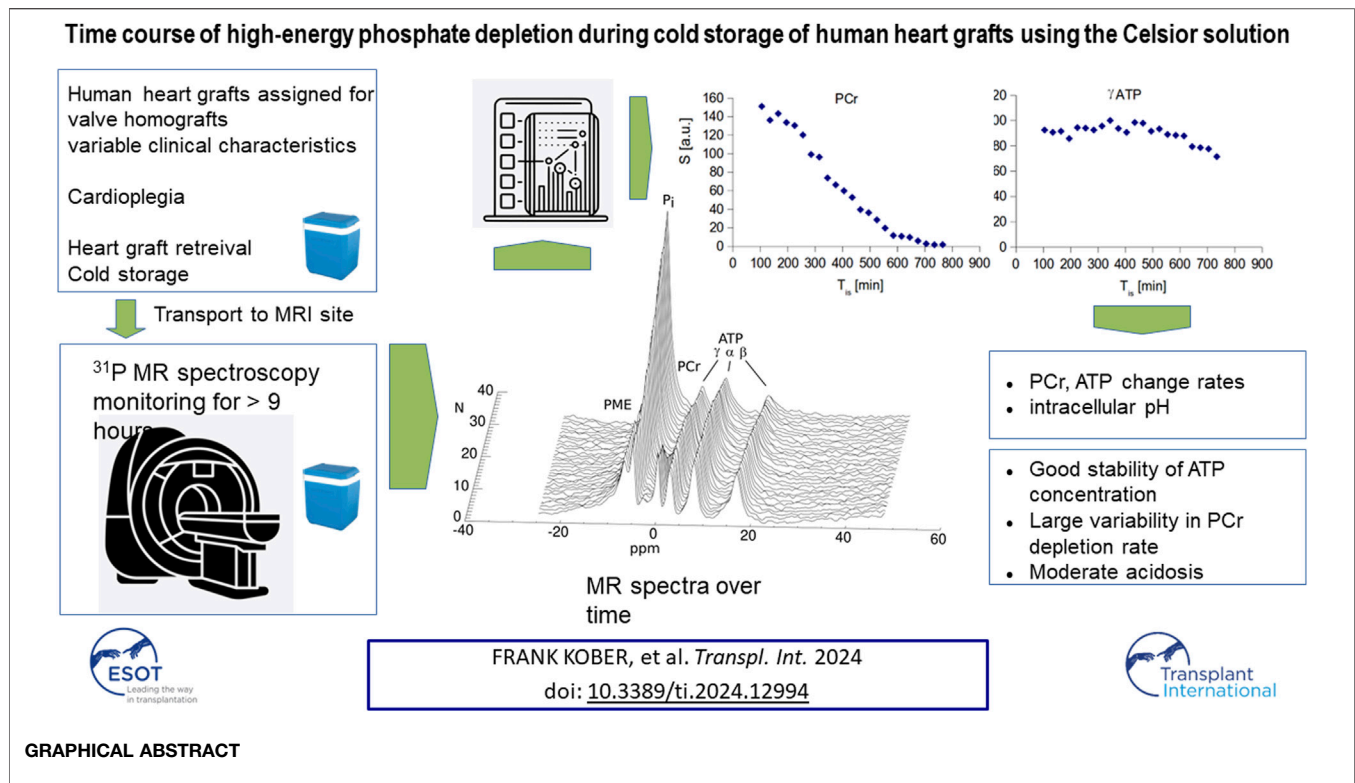 Time course of high-energy phosphate depletion during cold storage of human heart grafts using the Celsior solution
Human heart grafts assigned for
valve homografts
variable clinical characteristics
Cardioplegia
Heart graft retreival
Cold storage
Transport to MRI site
31P MR spectroscopy
monitoring for > 9
hours
PCr
S [a.u.]
160
140
120
100
80
60
40
20
0
0 100 200 300 400 500 600 700 800 900
Tis [min]
γATP
20
00
80
60
40
20
0
0 100 200 300 400 500 600 700 800 900
Tis [min]
Pi
ATP
PCr γ α β
PME
N
40
30
20
10
0
-40 -20 0 20 40 60
ppm
MR spectra over
time
• PCr, ATP change rates
• intracellular pH
• Good stability of ATP
concentration
• Large variability in PCr
depletion rate
• Moderate acidosis
ESOT
Leading the way
in transplantation
FRANK KOBER, et al. Transpl. Int. 2024
doi: 10.3389/ti.2024.12994
Transplant
International
GRAPHICAL ABSTRACT